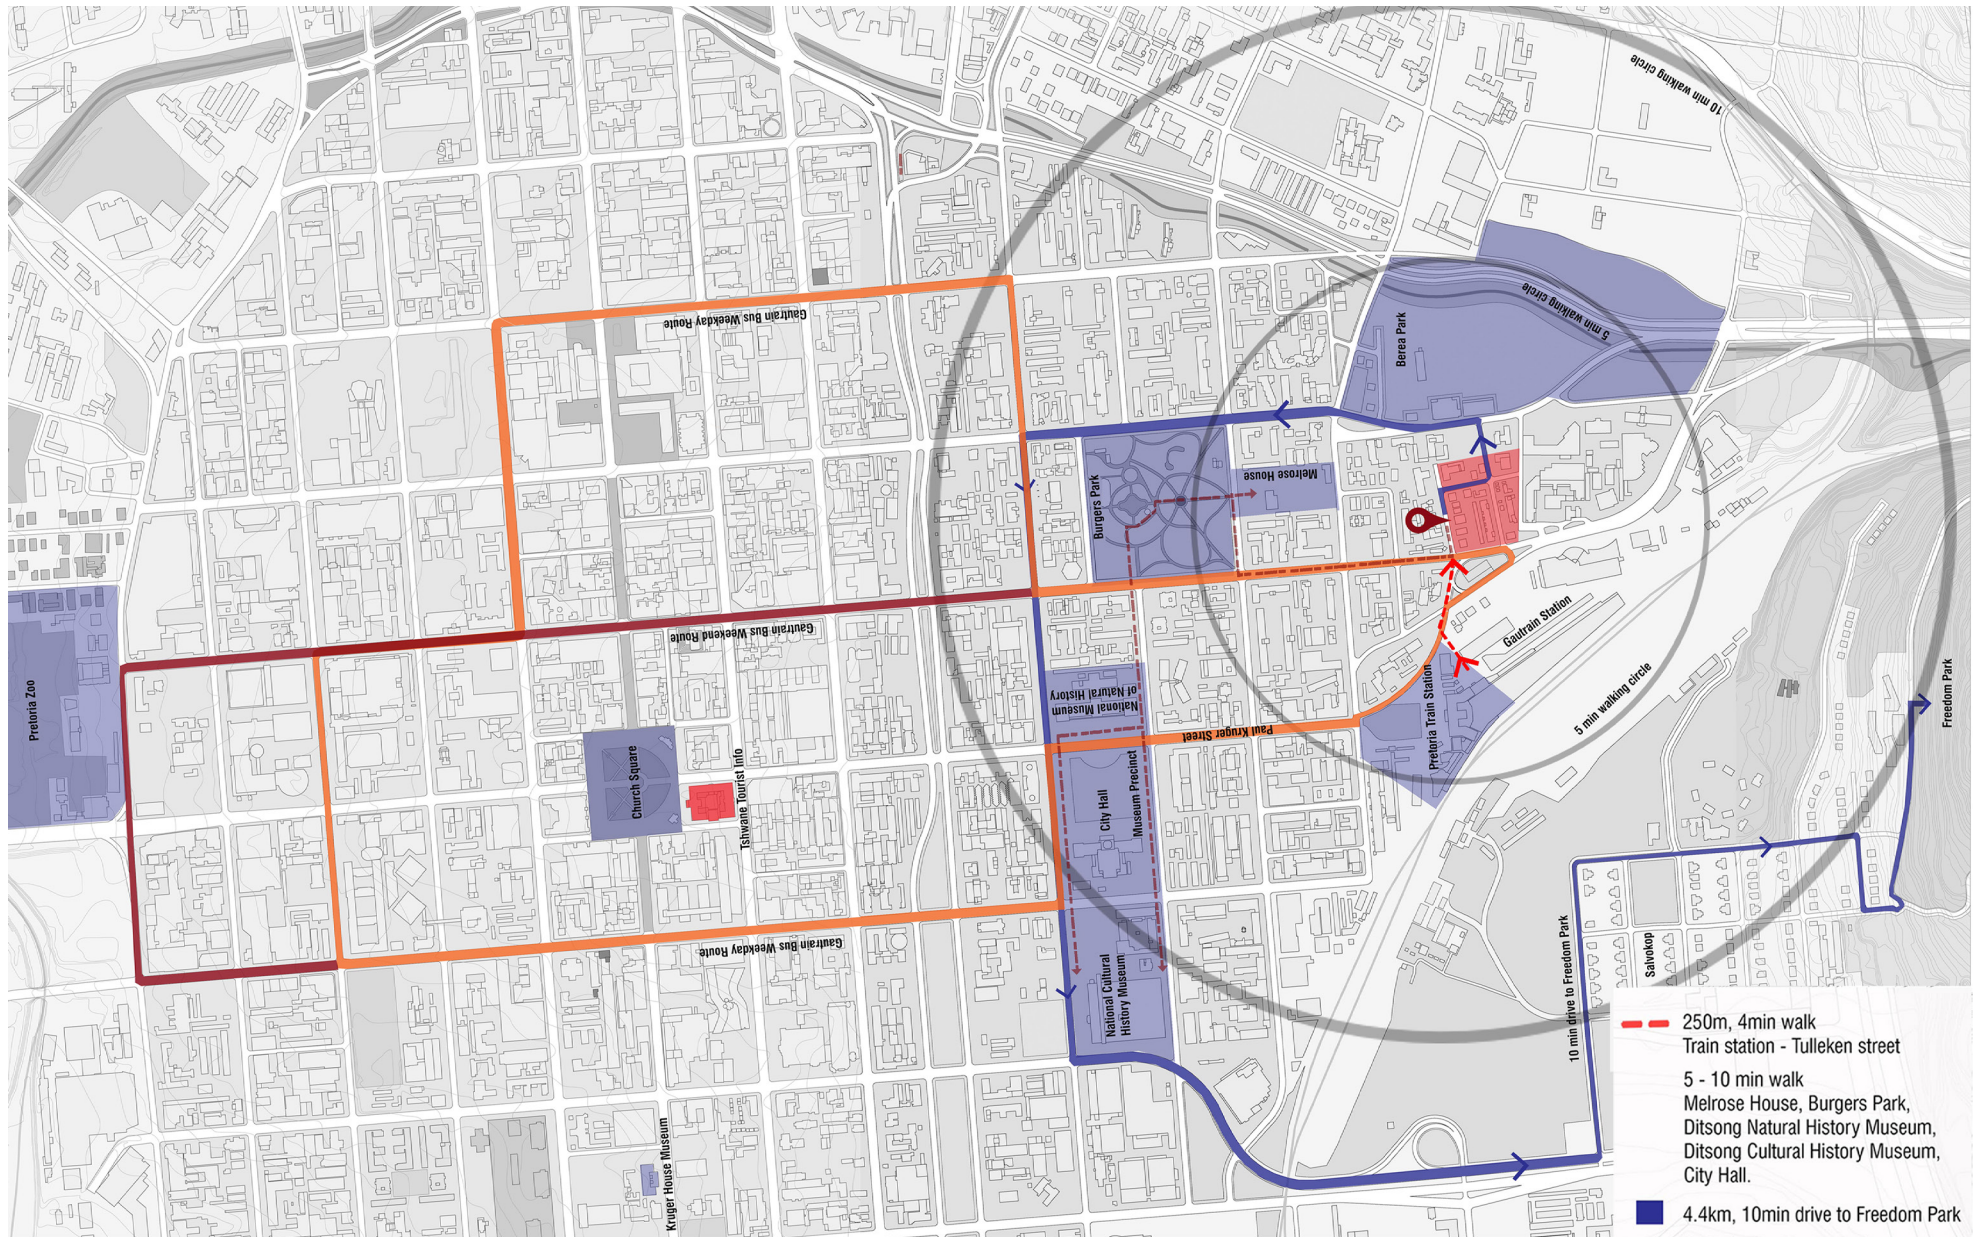 10 min walking circle
5 min walking circle
Berea Park
Gautrain Bus Weekday Route
Melrose House
Burgers Park
Gautrain Station
Gautrain Bus Weekend Route
Pretoria Zoo
National Museum
of Natural History
Pretoria Train Station
5 min walking circle
Freedom Park
Paul Kruger Street
Church Square
Tshwane Tourist Info
City Hall
Museum Precinct
Gautrain Bus Weekday Route
National Cultural
History Museum
10 min drive to Freedom Park
Salvokop
Kruger House Museum
250m, 4min walk
Train station - Tulleken street
5 - 10 min walk
Melrose House, Burgers Park,
Ditsong Natural History Museum,
Ditsong Cultural History Museum,
City Hall.
4.4km, 10min drive to Freedom Park